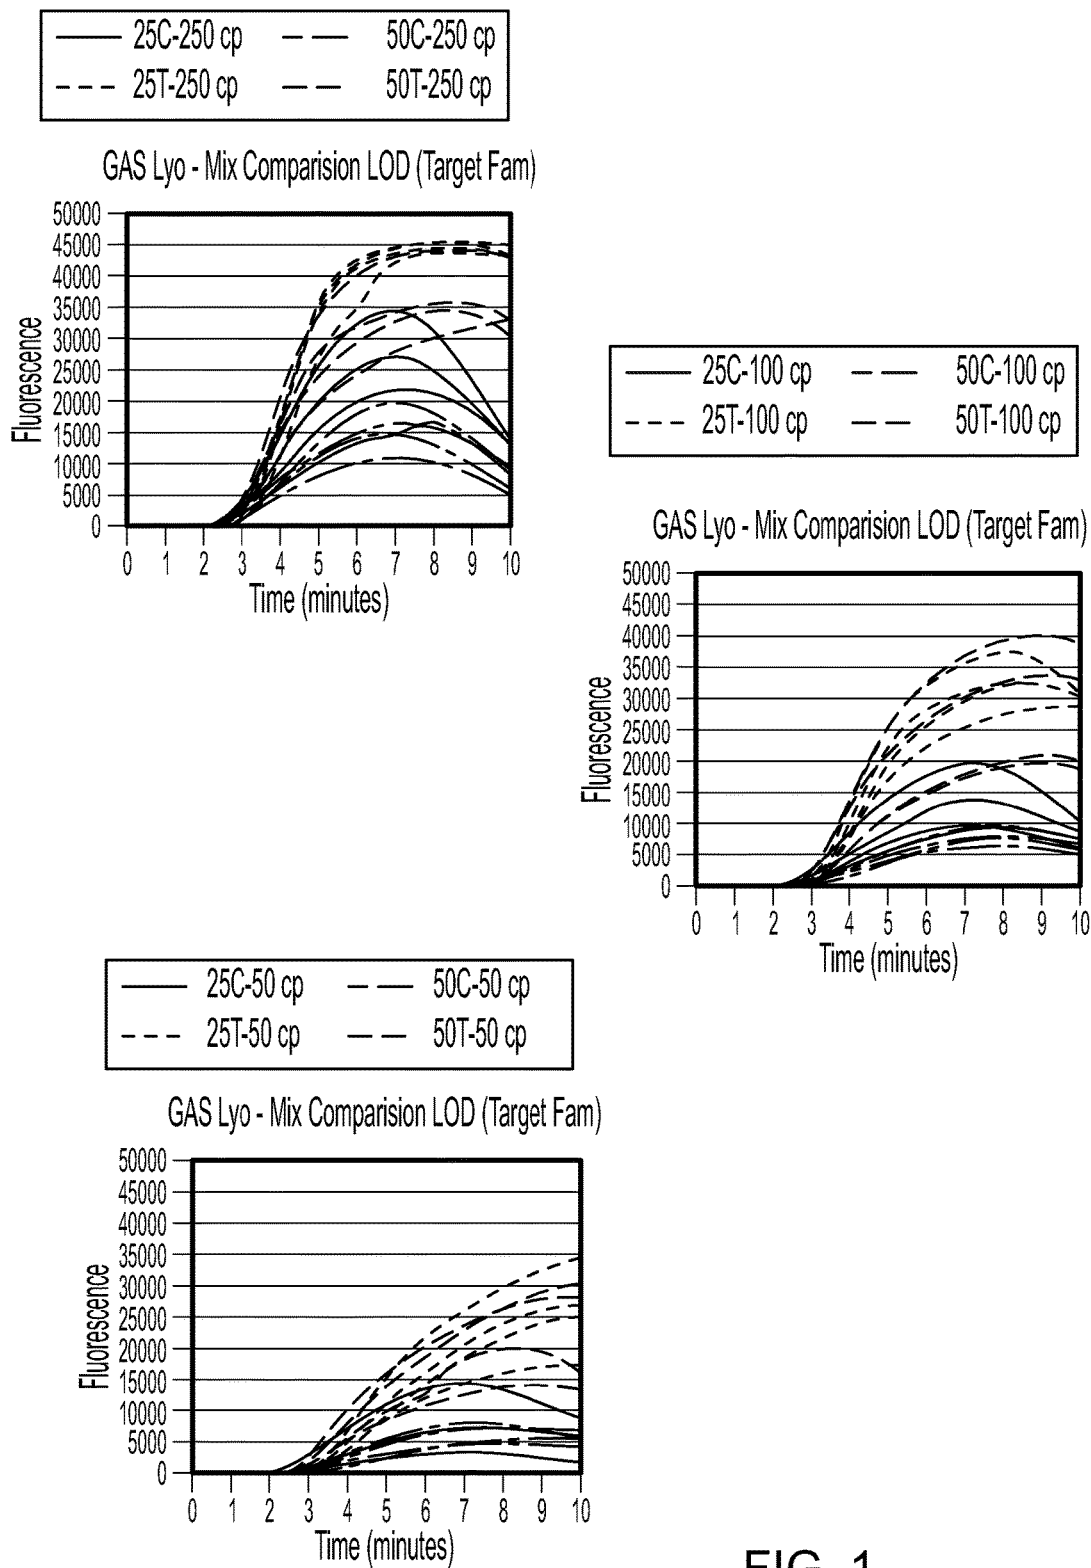 25C-250 cp 50C-250 cp
25T-250 cp 50T-250 cp
GAS Lyo - Mix Comparision LOD (Target Fam)
50000
45000
40000
35000
30000
25000
20000
15000
10000
5000
0
Fluorescence
0 1 2 3 4 5 6 7 8 9 10
Time (minutes)
25C-100 cp 50C-100 cp
25T-100 cp 50T-100 cp
GAS Lyo - Mix Comparision LOD (Target Fam)
50000
45000
40000
35000
30000
25000
20000
15000
10000
5000
0
Fluorescence
0 1 2 3 4 5 6 7 8 9 10
Time (minutes)
25C-50 cp 50C-50 cp
25T-50 cp 50T-50 cp
GAS Lyo - Mix Comparision LOD (Target Fam)
50000
45000
40000
35000
30000
25000
20000
15000
10000
5000
0
Fluorescence
0 1 2 3 4 5 6 7 8 9 10
Time (minutes)
FIG. 1